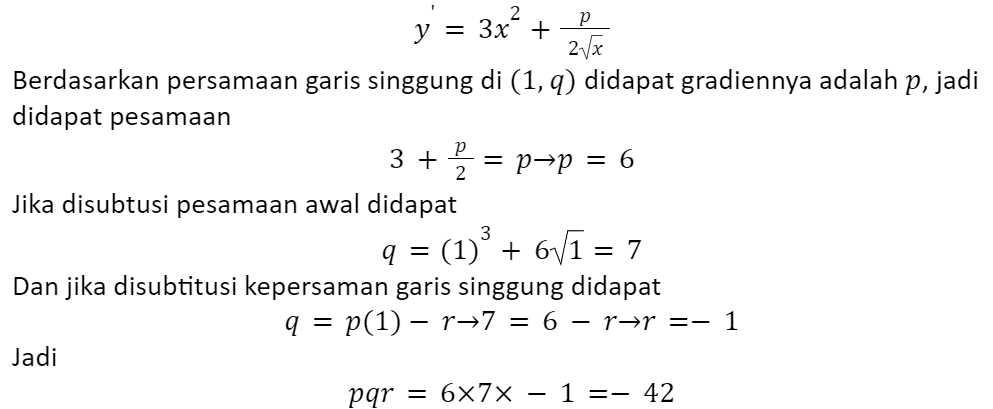 y' = 3x² + p/(2√x)
Berdasarkan persamaan garis singgung di (1, q) didapat gradiennya adalah p, jadi
didapat pesamaan
3 + p/2 = p→p = 6
Jika disubtusi pesamaan awal didapat
q = (1)³ + 6√1 = 7
Dan jika disubtitusi kepersaman garis singgung didapat
q = p(1) − r→7 = 6 − r→r =− 1
Jadi
pqr = 6×7× − 1 =− 42